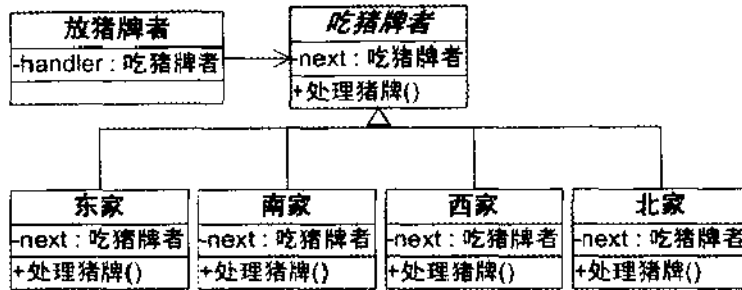 放猪牌者
-handler : 吃猪牌者
吃猪牌者
-next : 吃猪牌者
+处理猪牌()
东家
-next : 吃猪牌者
+处理猪牌()
南家
-next : 吃猪牌者
+处理猪牌()
西家
-next : 吃猪牌者
+处理猪牌()
北家
-next : 吃猪牌者
+处理猪牌()